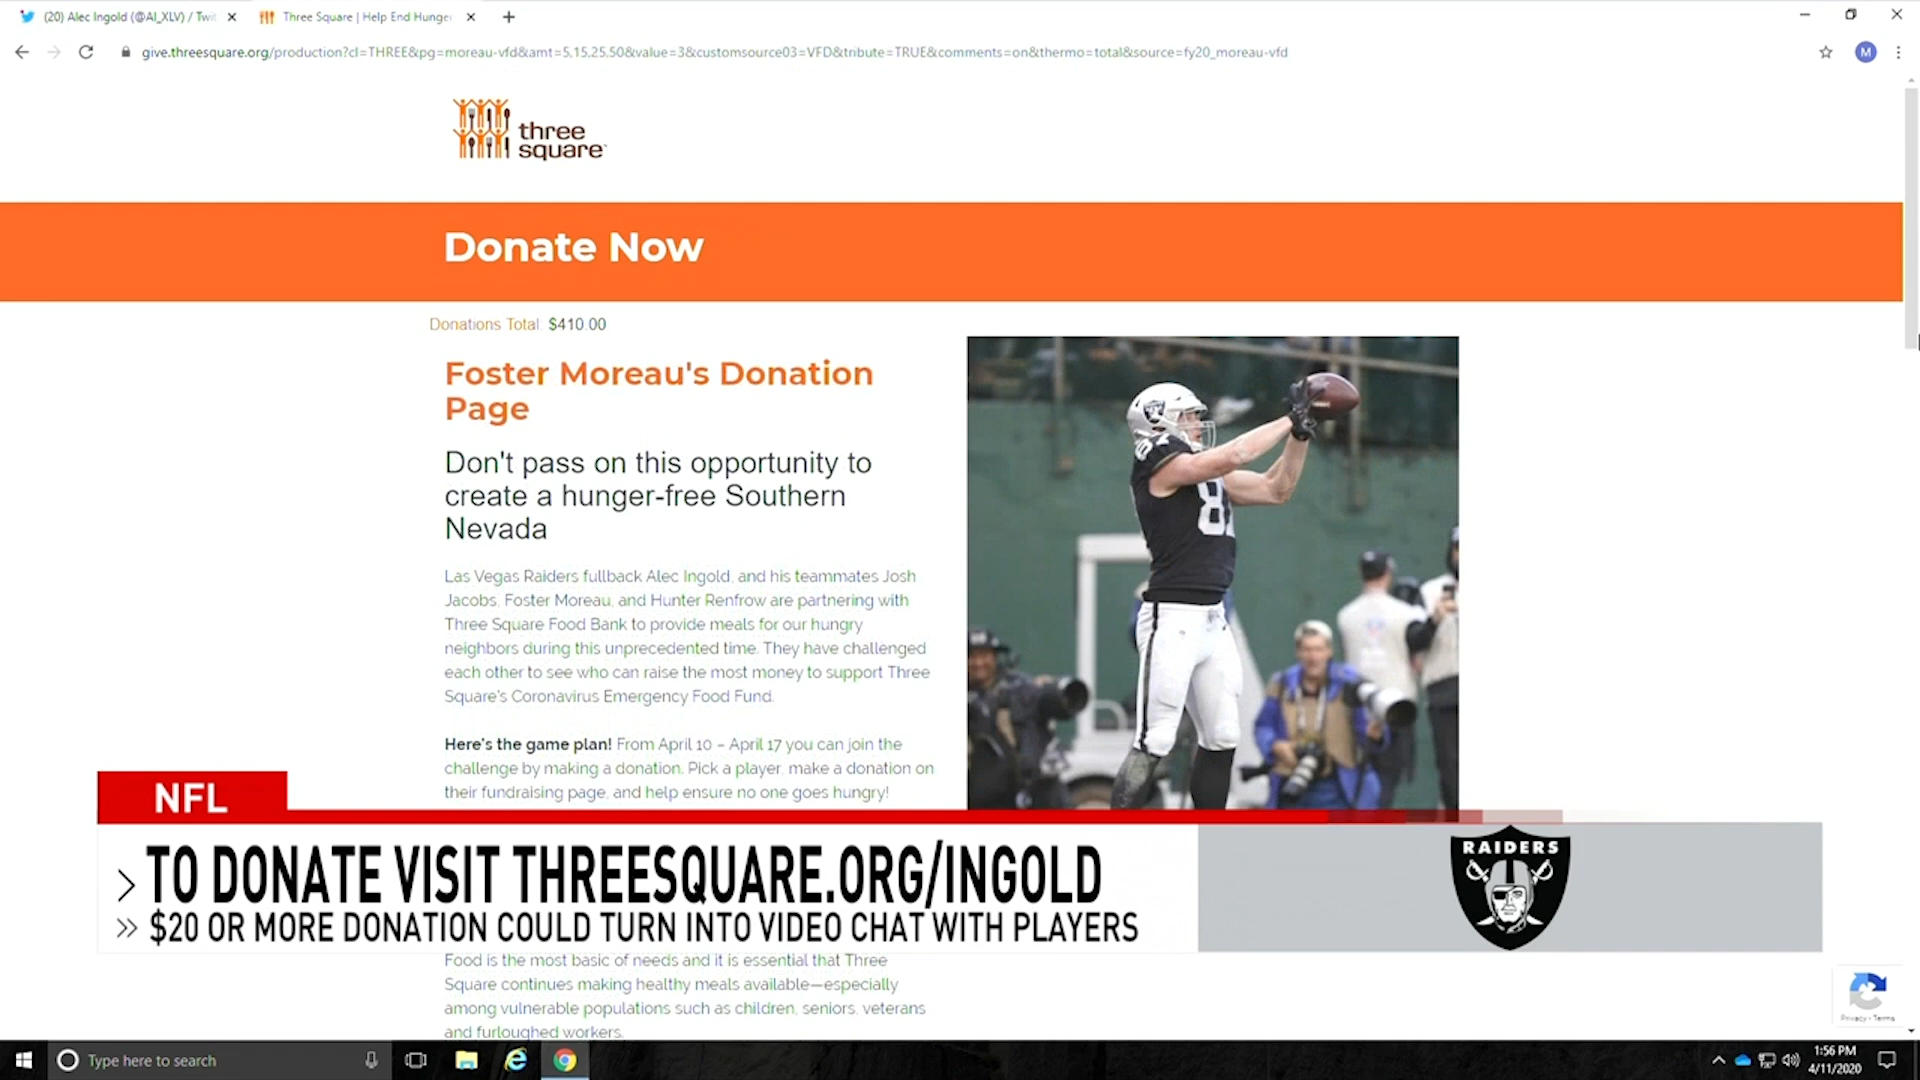 (20) Alec Ingold (@AI_XLV) / Twit
Three Square | Help End Hunger
give.threesquare.org/production?cl=THREE&pg=moreau-vfd&amt=5,15,25,50&value=3&customsource03=VFD&tribute=TRUE&comments=on&thermo=total&source=fy20_moreau-vfd
M
three
square
Donate Now
Donations Total: $410.00
Foster Moreau's Donation
Page
Don't pass on this opportunity to
create a hunger-free Southern
Nevada
Las Vegas Raiders fullback Alec Ingold, and his teammates Josh
Jacobs, Foster Moreau, and Hunter Renfrow are partnering with
Three Square Food Bank to provide meals for our hungry
neighbors during this unprecedented time. They have challenged
each other to see who can raise the most money to support Three
Square's Coronavirus Emergency Food Fund.
Here's the game plan! From April 10 – April 17 you can join the
challenge by making a donation. Pick a player, make a donation on
their fundraising page, and help ensure no one goes hungry!
87
NFL
TO DONATE VISIT THREESQUARE.ORG/INGOLD
$20 OR MORE DONATION COULD TURN INTO VIDEO CHAT WITH PLAYERS
RAIDERS
Food is the most basic of needs and it is essential that Three
Square continues making healthy meals available—especially
among vulnerable populations such as children, seniors, veterans
and furloughed workers.
Privacy - Terms
Type here to search
1:56 PM
4/11/2020